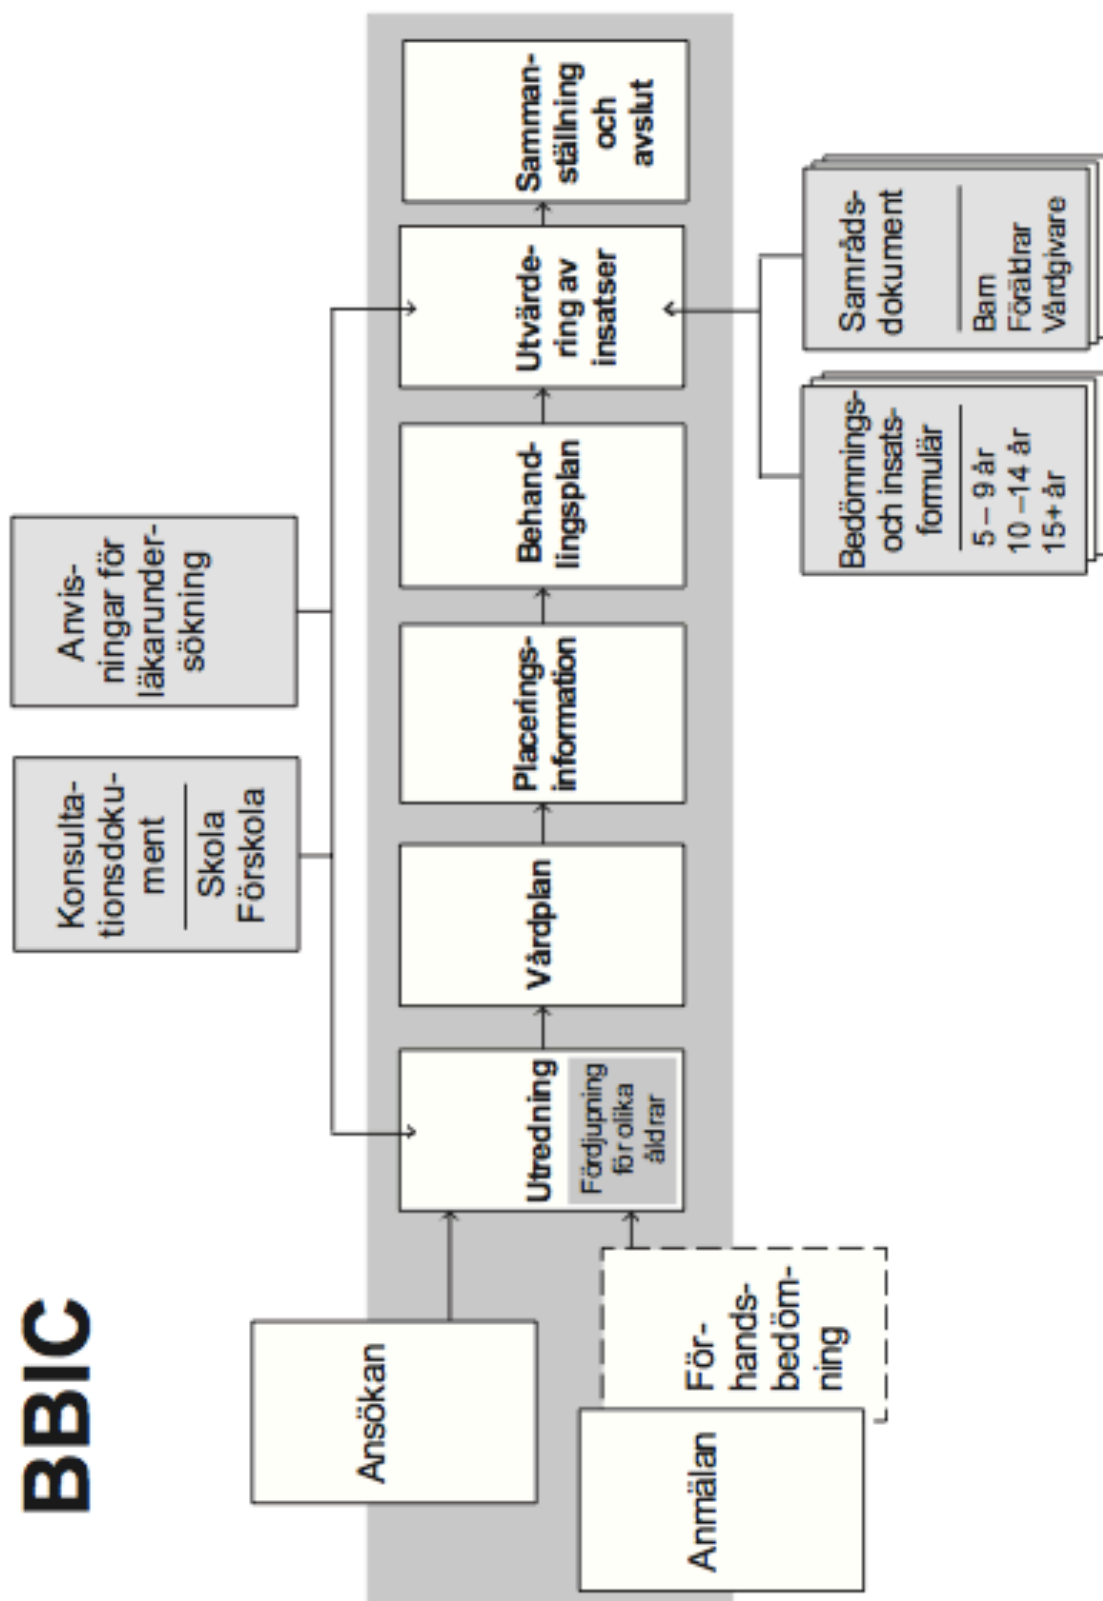 BBIC
Konsulta-
tionsdoku-
ment
Skola
Förskola
Anvis-
ningar för
läkarunder-
sökning
Ansökan
Anmälan
För-
hands-
bedöm-
ning
Utredning
Fördjupning
för olika
åldrar
Vårdplan
Placerings-
information
Behand-
lingsplan
Utvärde-
ring av
insatser
Samman-
ställning
och
avslut
Bedömnings-
och insats-
formulär
5 – 9 år
10 –14 år
15+ år
Samråds-
dokument
Barn
Föräldrar
Vårdgivare